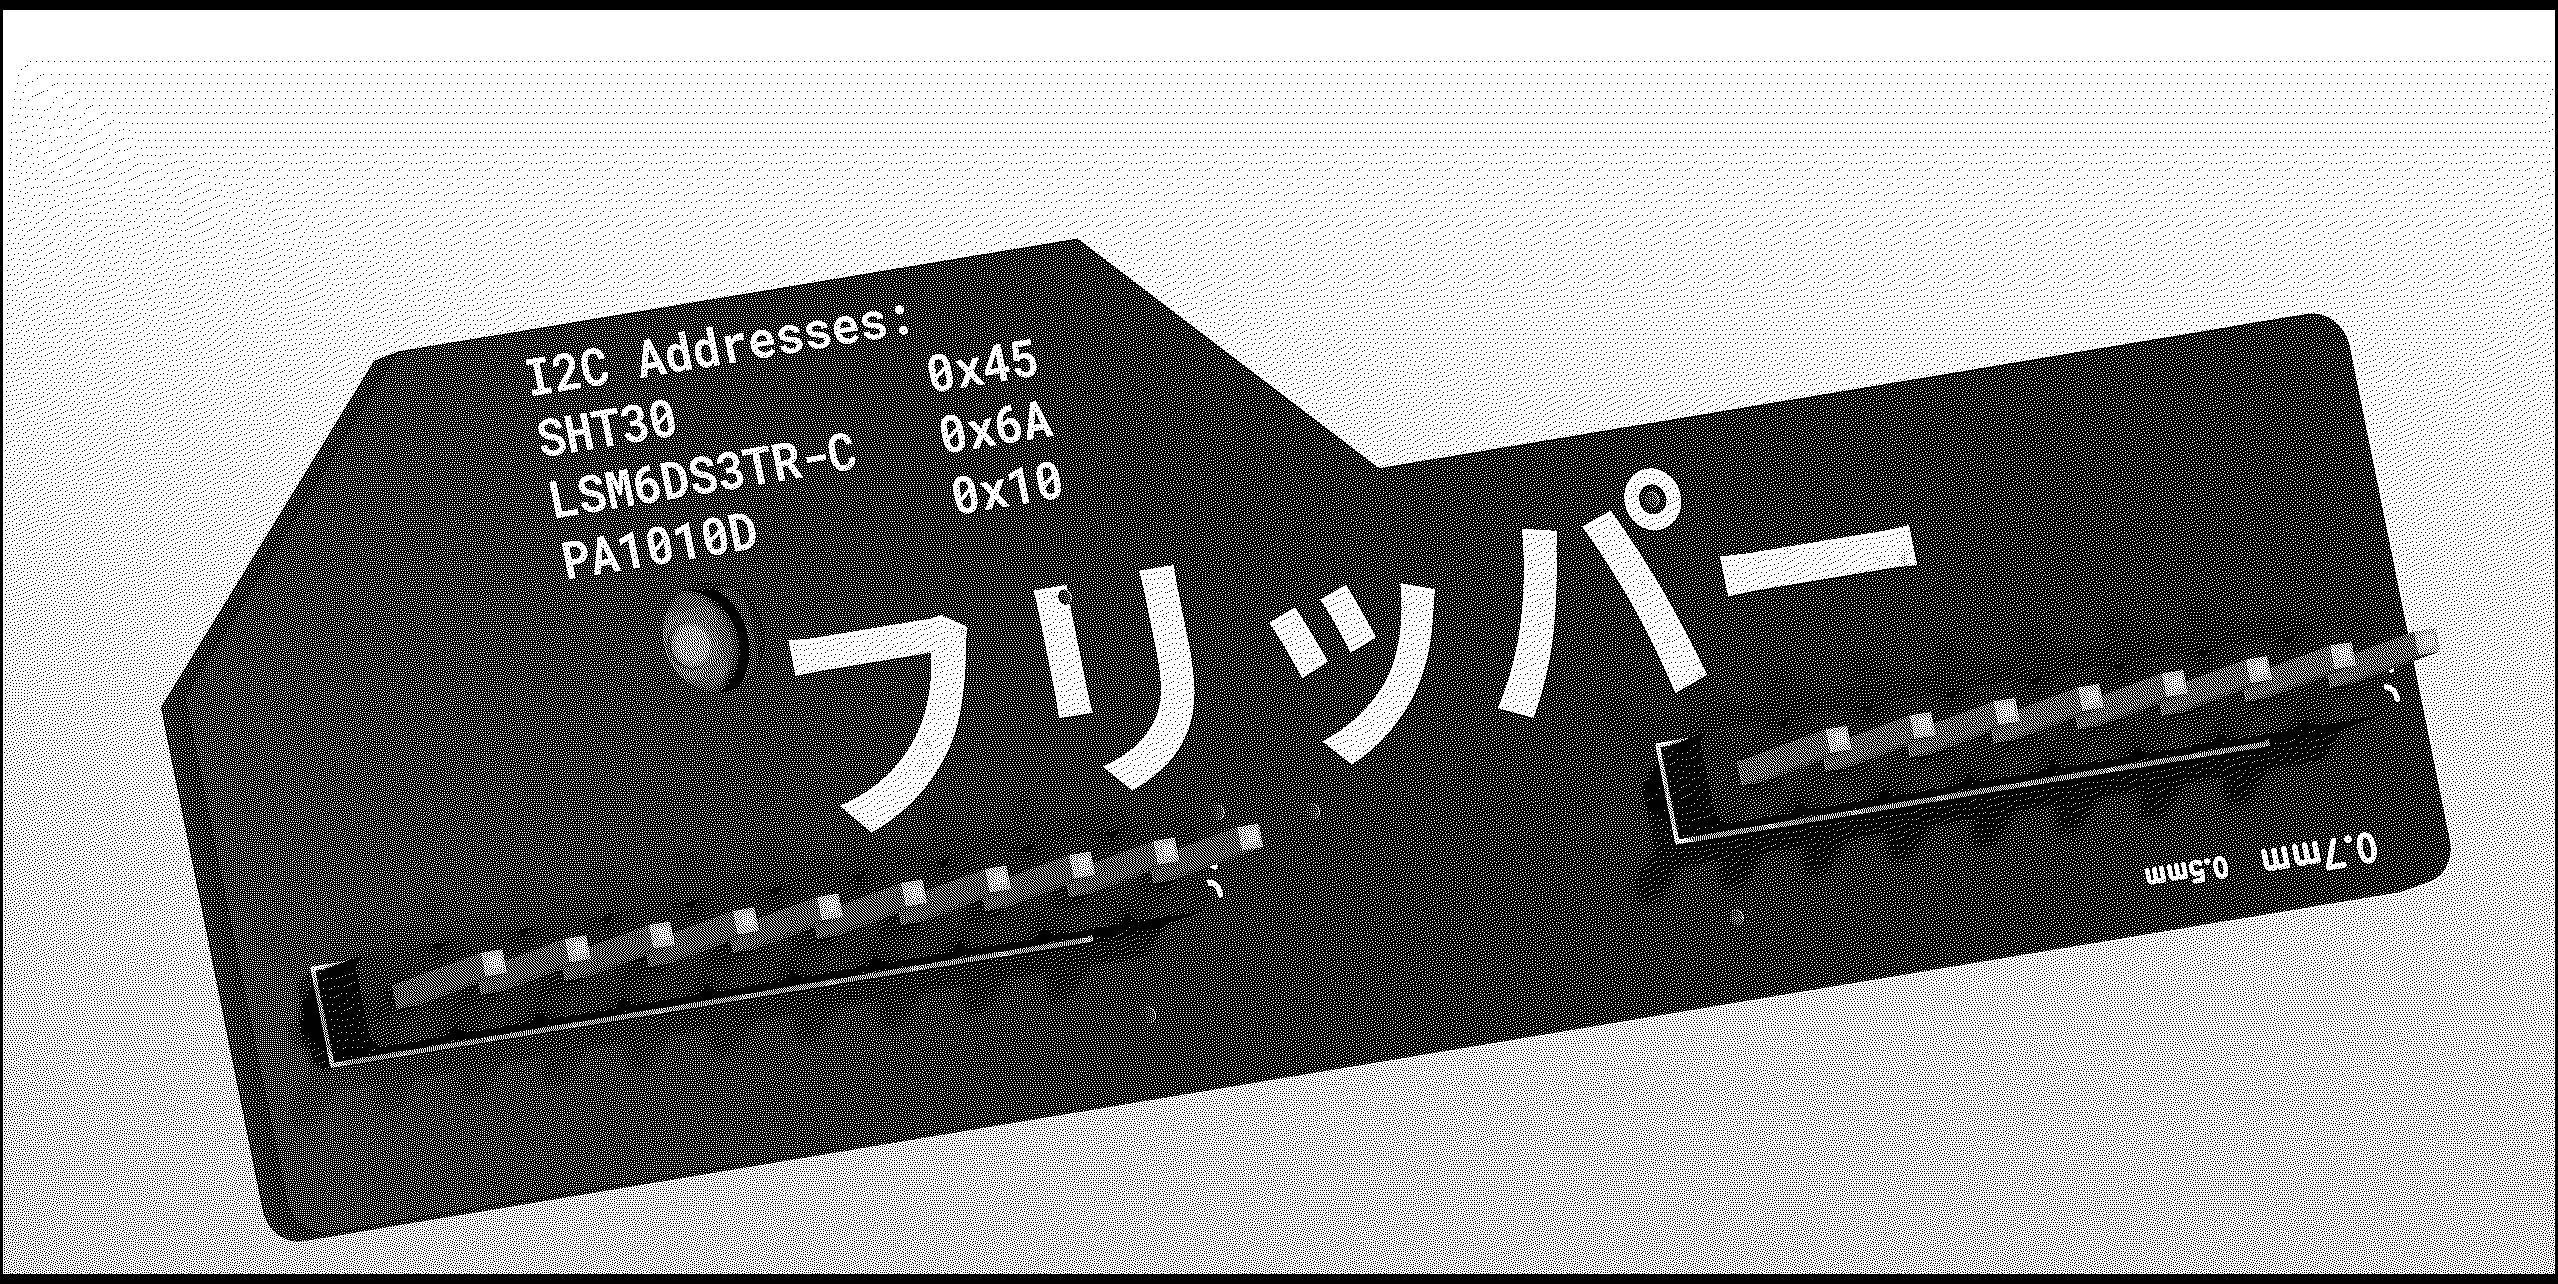 I2C Addresses:
SHT30 0x45
LSM6DS3TR-C 0x6A
PA1010D 0x10
フリッパー
0.7mm 0.5mm